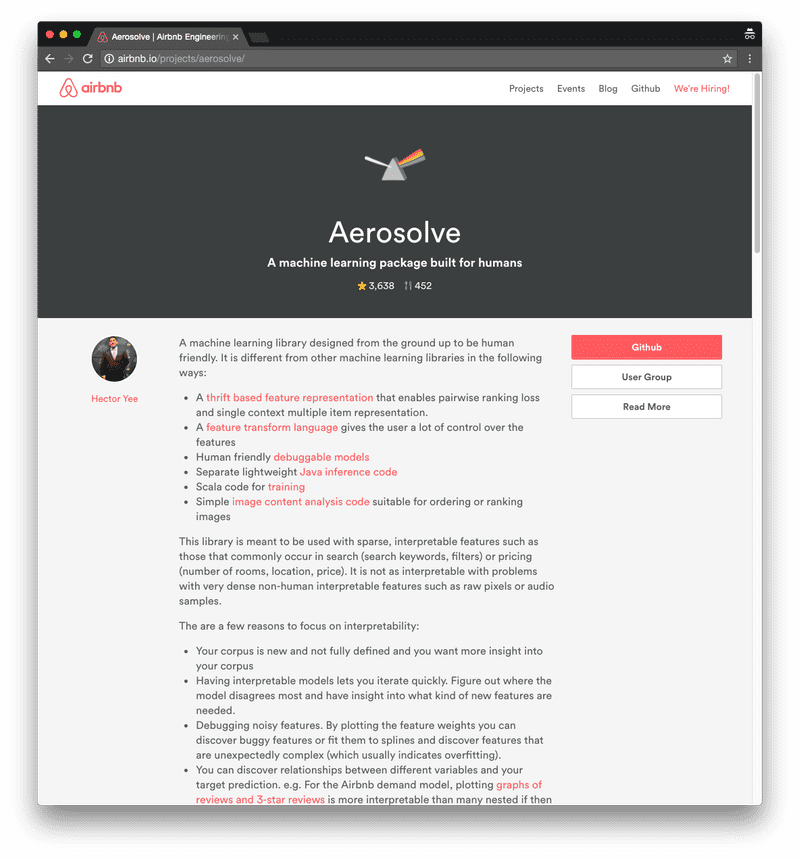 Aerosolve | Airbnb Engineering
airbnb.io/projects/aerosolve/
airbnb
Projects Events Blog Github We're Hiring!
Aerosolve
A machine learning package built for humans
3,638 452
Hector Yee
A machine learning library designed from the ground up to be human
friendly. It is different from other machine learning libraries in the following
ways:
A thrift based feature representation that enables pairwise ranking loss
and single context multiple item representation.
A feature transform language gives the user a lot of control over the
features
Human friendly debuggable models
Separate lightweight Java inference code
Scala code for training
Simple image content analysis code suitable for ordering or ranking
images
This library is meant to be used with sparse, interpretable features such as
those that commonly occur in search (search keywords, filters) or pricing
(number of rooms, location, price). It is not as interpretable with problems
with very dense non-human interpretable features such as raw pixels or audio
samples.
The are a few reasons to focus on interpretability:
Your corpus is new and not fully defined and you want more insight into
your corpus
Having interpretable models lets you iterate quickly. Figure out where the
model disagrees most and have insight into what kind of new features are
needed.
Debugging noisy features. By plotting the feature weights you can
discover buggy features or fit them to splines and discover features that
are unexpectedly complex (which usually indicates overfitting).
You can discover relationships between different variables and your
target prediction. e.g. For the Airbnb demand model, plotting graphs of
reviews and 3-star reviews is more interpretable than many nested if then
Github
User Group
Read More